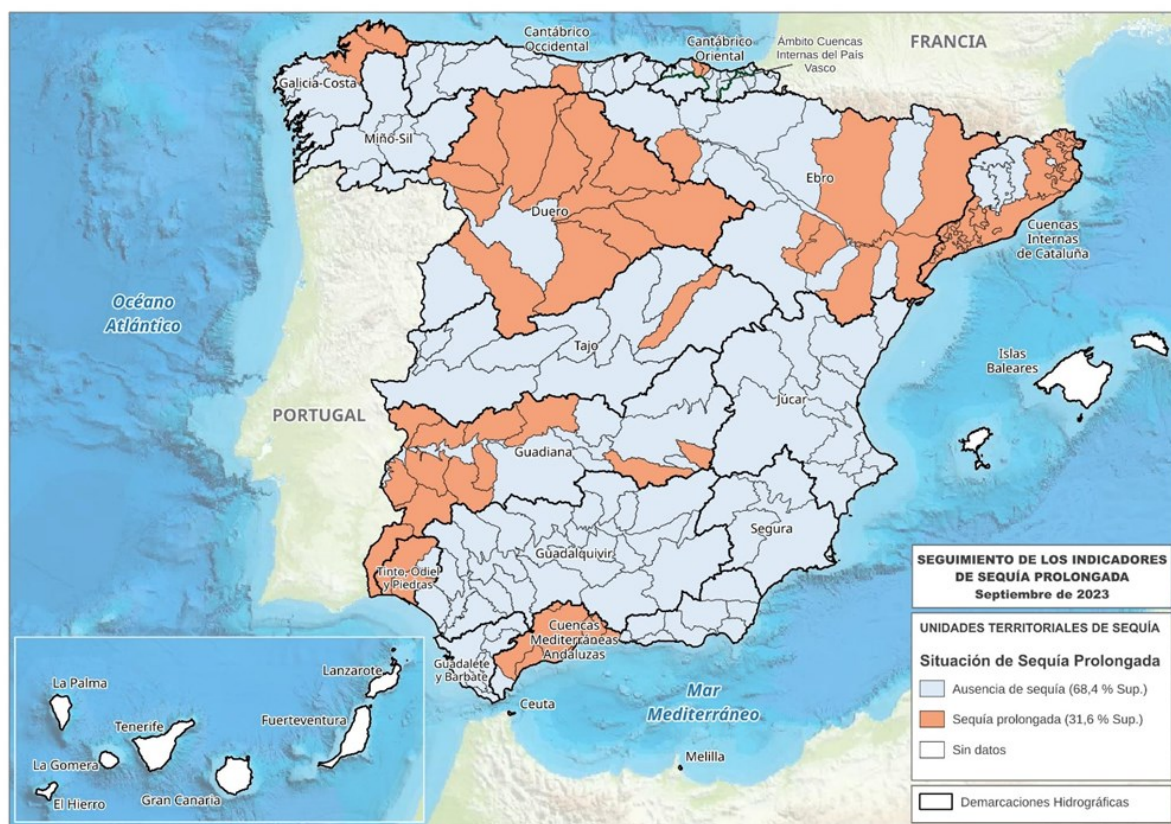 Cantábrico
Occidental
Cantábrico
Oriental
Ámbito Cuencas
Internas del País
Vasco
FRANCIA
Galicia-Costa
Miño-Sil
Ebro
Duero
Cuencas
Internas
de Cataluña
Océano
Atlántico
Tajo
Islas
Baleares
PORTUGAL
Júcar
Guadiana
Segura
Guadalquivir
Tinto, Odiel
y Piedras
Cuencas
Mediterráneas
Andaluzas
Guadalete
y Barbate
Ceuta
Mar
Mediterráneo
Melilla
Lanzarote
La Palma
Fuerteventura
Tenerife
La Gomera
El Hierro
Gran Canaria
SEGUIMIENTO DE LOS INDICADORES
DE SEQUÍA PROLONGADA
Septiembre de 2023
UNIDADES TERRITORIALES DE SEQUÍA
Situación de Sequía Prolongada
Ausencia de sequía (68,4 % Sup.)
Sequía prolongada (31,6 % Sup.)
Sin datos
Demarcaciones Hidrográficas